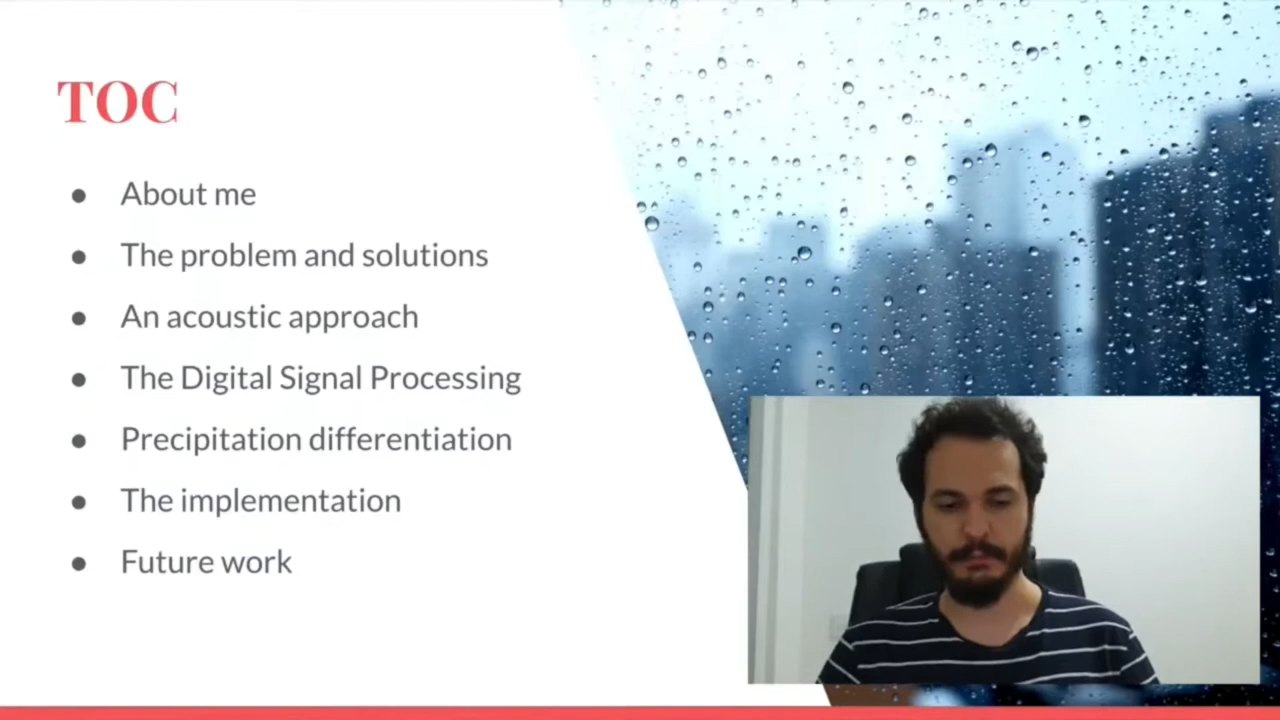 TOC
● About me
● The problem and solutions
● An acoustic approach
● The Digital Signal Processing
● Precipitation differentiation
● The implementation
● Future work